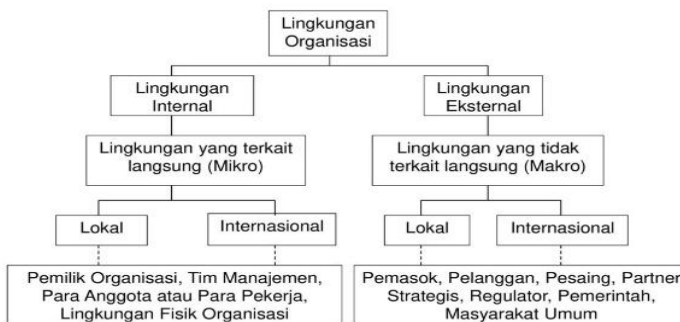 Lingkungan
Organisasi
Lingkungan
Internal
Lingkungan
Eksternal
Lingkungan yang terkait
langsung (Mikro)
Lingkungan yang tidak
terkait langsung (Makro)
Lokal
Internasional
Lokal
Internasional
Pemilik Organisasi, Tim Manajemen,
Para Anggota atau Para Pekerja,
Lingkungan Fisik Organisasi
Pemasok, Pelanggan, Pesaing, Partner
Strategis, Regulator, Pemerintah,
Masyarakat Umum